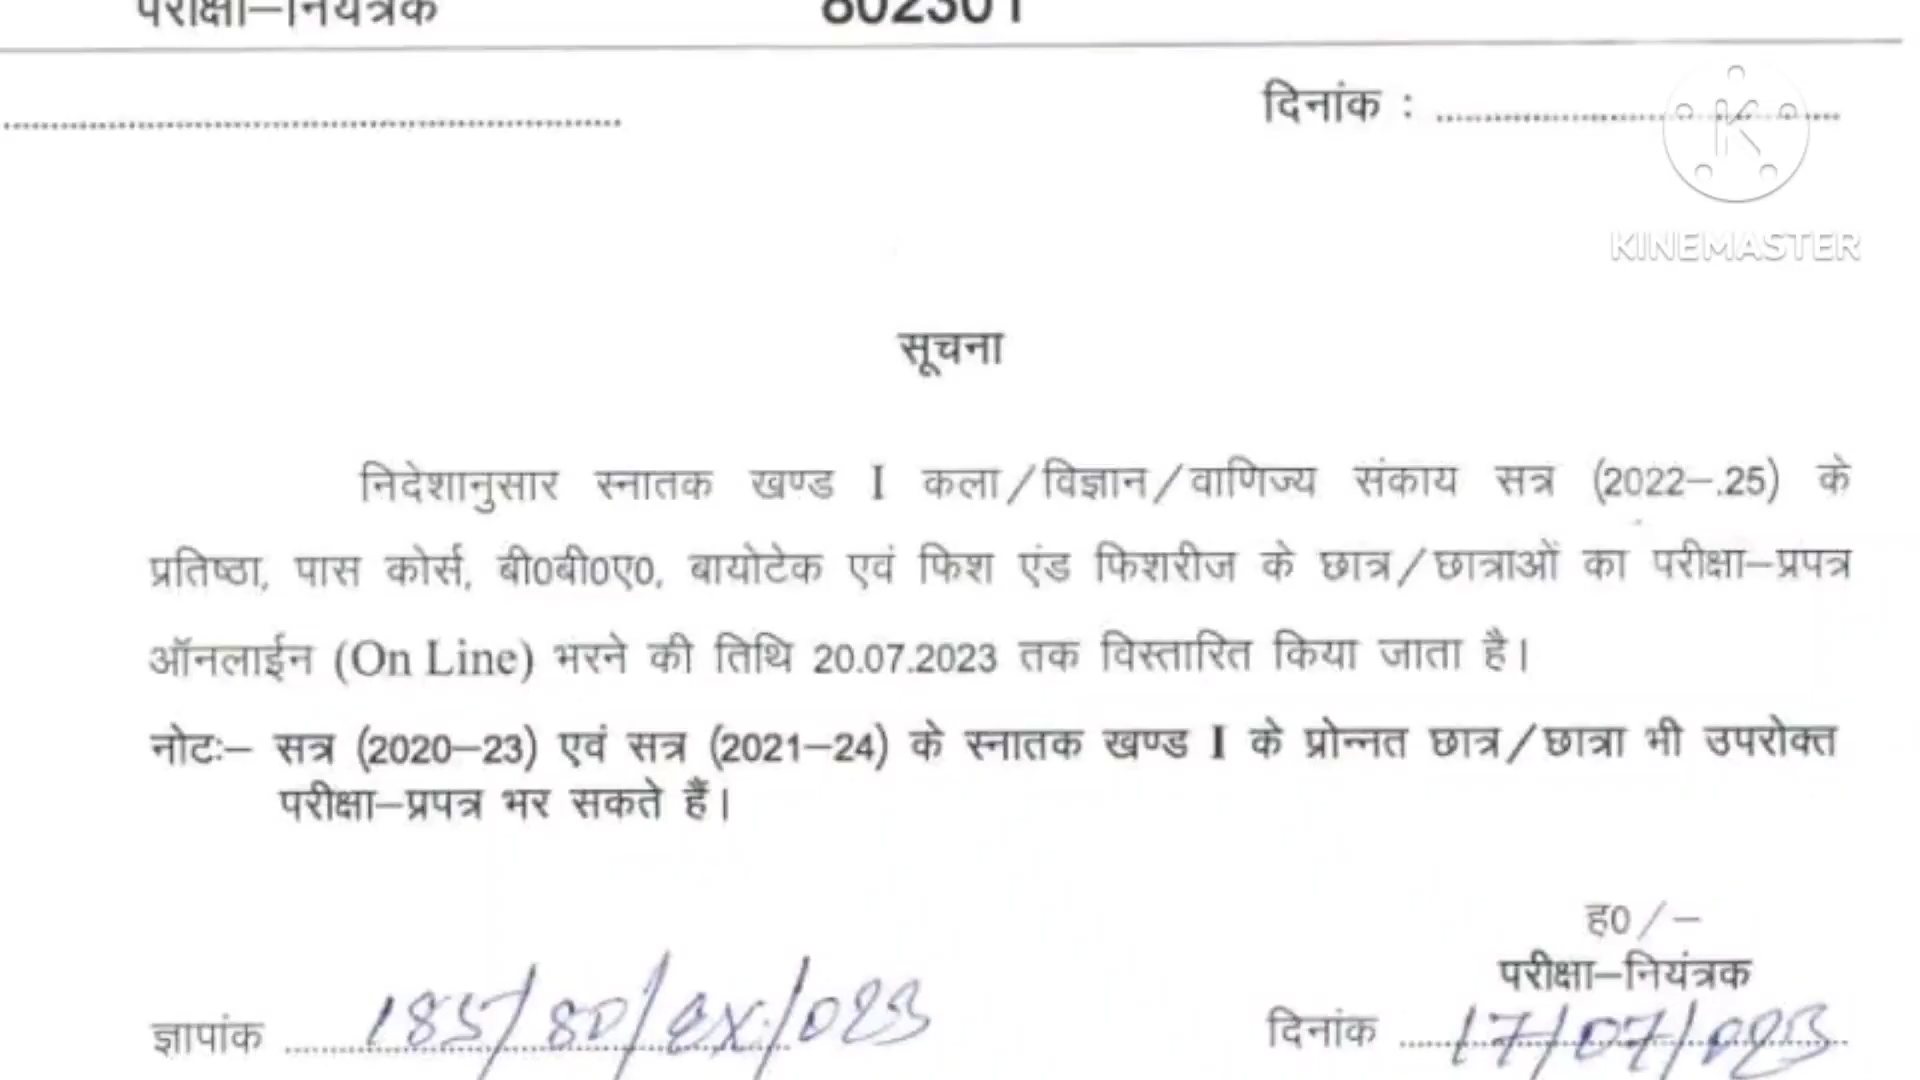 परीक्षा–नियंत्रक 802301
दिनांक :
KINEMASTER
सूचना
निदेशानुसार स्नातक खण्ड I कला/विज्ञान/वाणिज्य संकाय सत्र (2022–.25) के
प्रतिष्ठा, पास कोर्स, बी0बी0ए0, बायोटेक एवं फिश एंड फिशरीज के छात्र/छात्राओं का परीक्षा–प्रपत्र
ऑनलाईन (On Line) भरने की तिथि 20.07.2023 तक विस्तारित किया जाता है।
नोटः– सत्र (2020–23) एवं सत्र (2021–24) के स्नातक खण्ड I के प्रोन्नत छात्र/छात्रा भी उपरोक्त
परीक्षा–प्रपत्र भर सकते हैं।
ह0/–
परीक्षा–नियंत्रक
ज्ञापांक 185/SD/ex/023 दिनांक 17/07/023